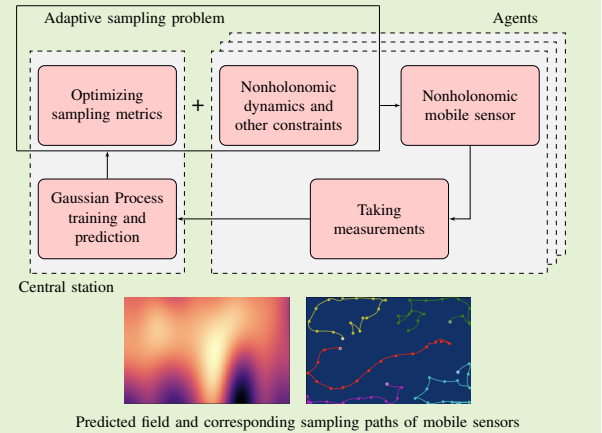 Adaptive sampling problem
Agents
Optimizing
sampling metrics
+
Nonholonomic
dynamics and
other constraints
Nonholonomic
mobile sensor
Gaussian Process
training and
prediction
Taking
measurements
Central station
Predicted field and corresponding sampling paths of mobile sensors